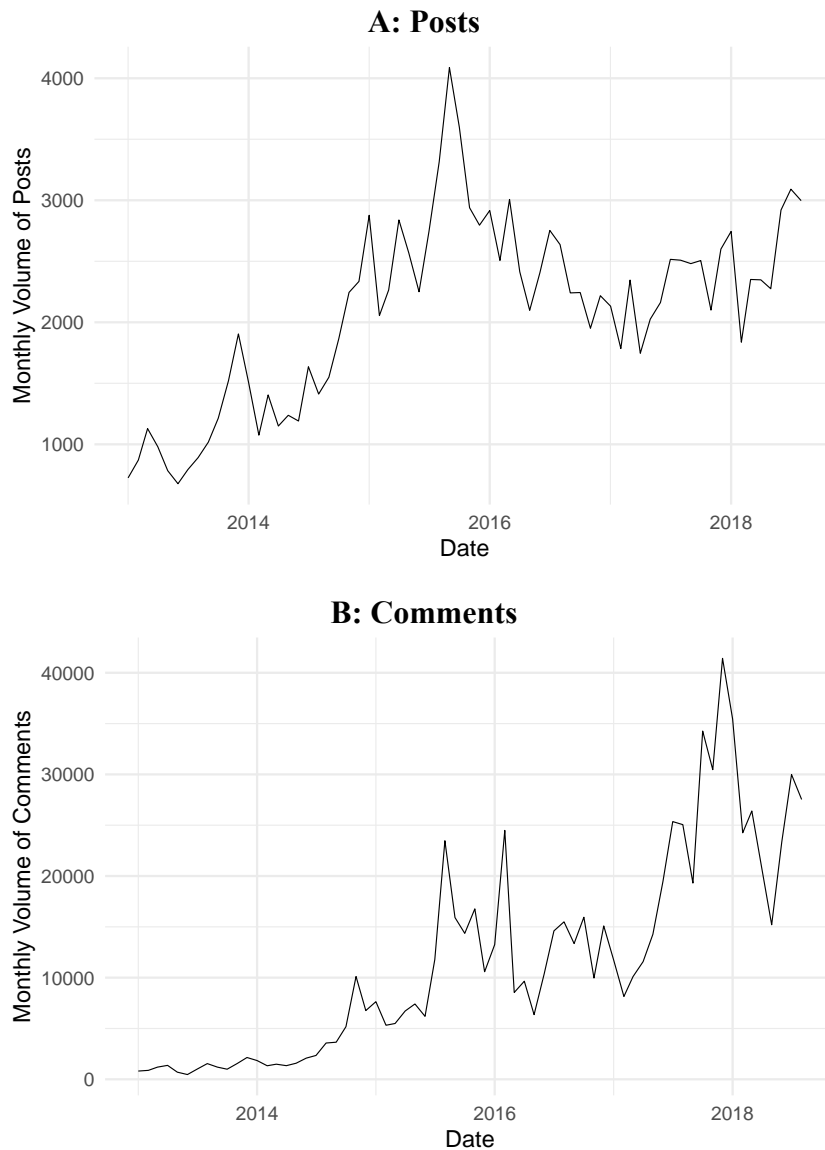 A: Posts
4000
3000
2000
1000
Monthly Volume of Posts
2014 2016 2018
Date
B: Comments
40000
30000
20000
10000
0
Monthly Volume of Comments
2014 2016 2018
Date